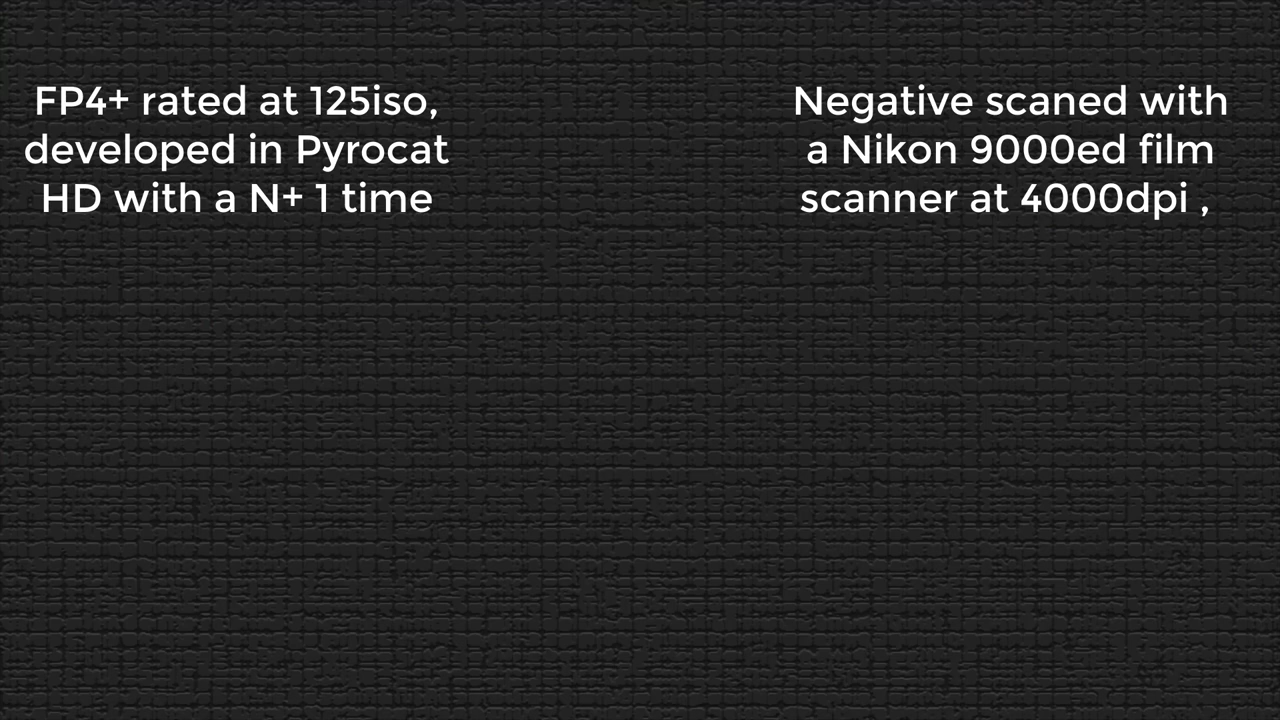 FP4+ rated at 125iso,
developed in Pyrocat
HD with a N+ 1 time
Negative scaned with
a Nikon 9000ed film
scanner at 4000dpi ,